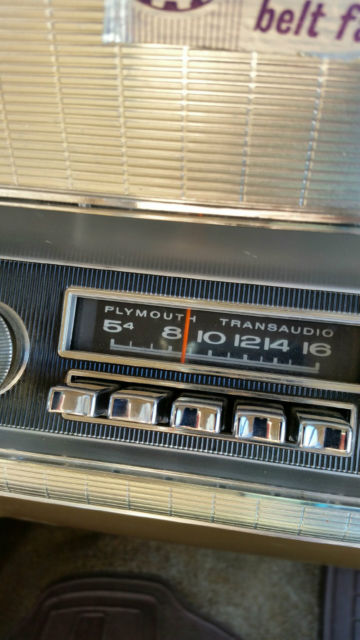 belt fa
PLYMOUTH TRANSAUDIO
54 8 10 12 14 16